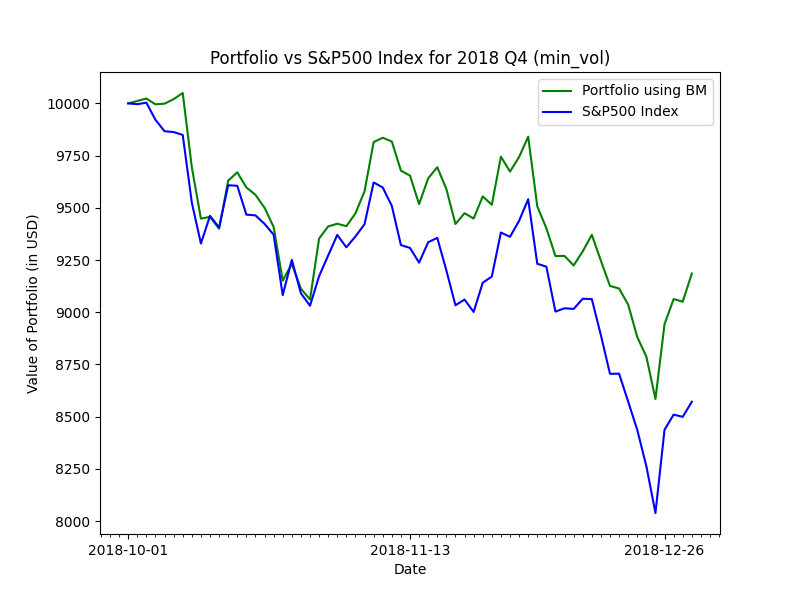 Portfolio vs S&P500 Index for 2018 Q4 (min_vol)
Portfolio using BM
S&P500 Index
10000
9750
9500
9250
9000
8750
8500
8250
8000
Value of Portfolio (in USD)
2018-10-01 2018-11-13 2018-12-26
Date